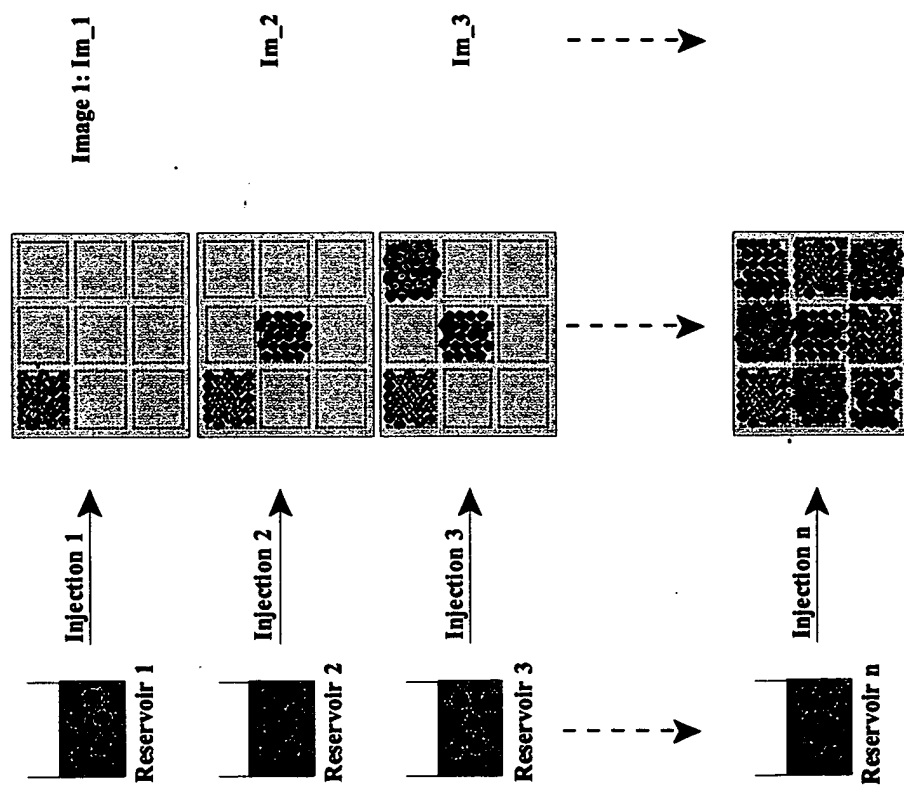 Reservoir 1
Injection 1
Image 1: Im_1
Reservoir 2
Injection 2
Im_2
Reservoir 3
Injection 3
Im_3
Reservoir n
Injection n